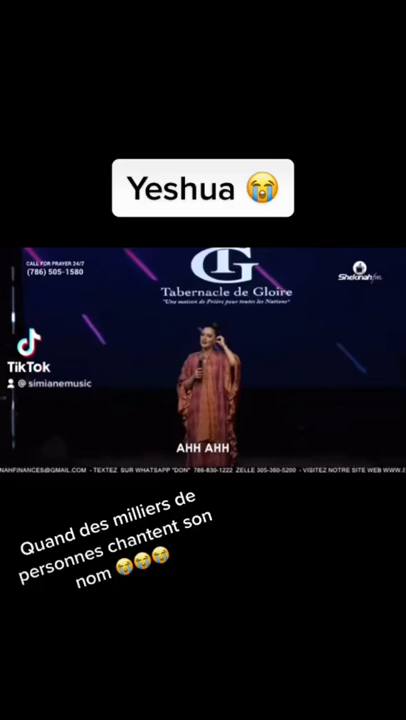 Yeshua 😭
CALL FOR PRAYER 24/7
(786) 505-1580
TG
Shekinah fm
Tabernacle de Gloire
"Une maison de Prière pour toutes les Nations"
TikTok
@simianemusic
AHH AHH
NAHFINANCES@GMAIL.COM - TEXTEZ SUR WHATSAPP "DON" 786-830-1222 ZELLE 305-360-5200 - VISITEZ NOTRE SITE WEB WWW.
Quand des milliers de
personnes chantent son
nom 😭😭😭